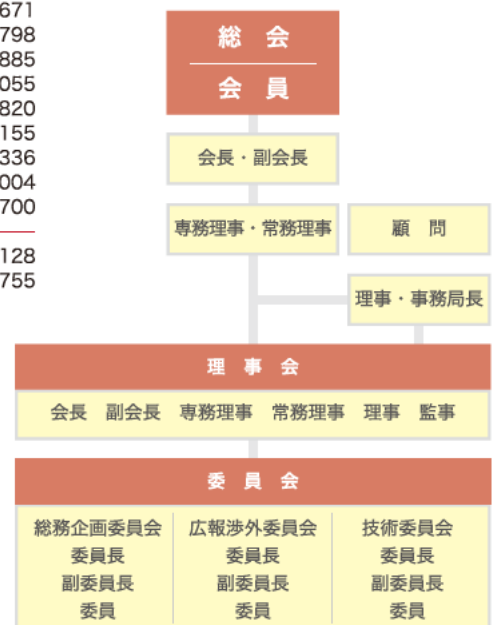 671
798
885
055
820
155
336
004
700
128
755
総 会
会 員
会長・副会長
専務理事・常務理事
顧 問
理事・事務局長
理 事 会
会長 副会長 専務理事 常務理事 理事 監事
委 員 会
総務企画委員会
委員長
副委員長
委員
広報渉外委員会
委員長
副委員長
委員
技術委員会
委員長
副委員長
委員